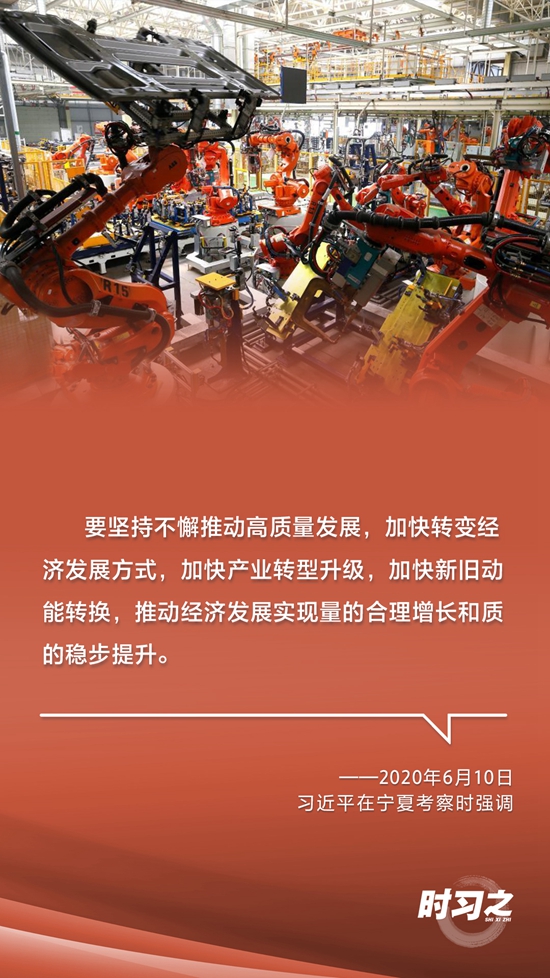 R15
要坚持不懈推动高质量发展，加快转变经
济发展方式，加快产业转型升级，加快新旧动
能转换，推动经济发展实现量的合理增长和质
的稳步提升。
——2020年6月10日
习近平在宁夏考察时强调
时习之
SHI XI ZHI